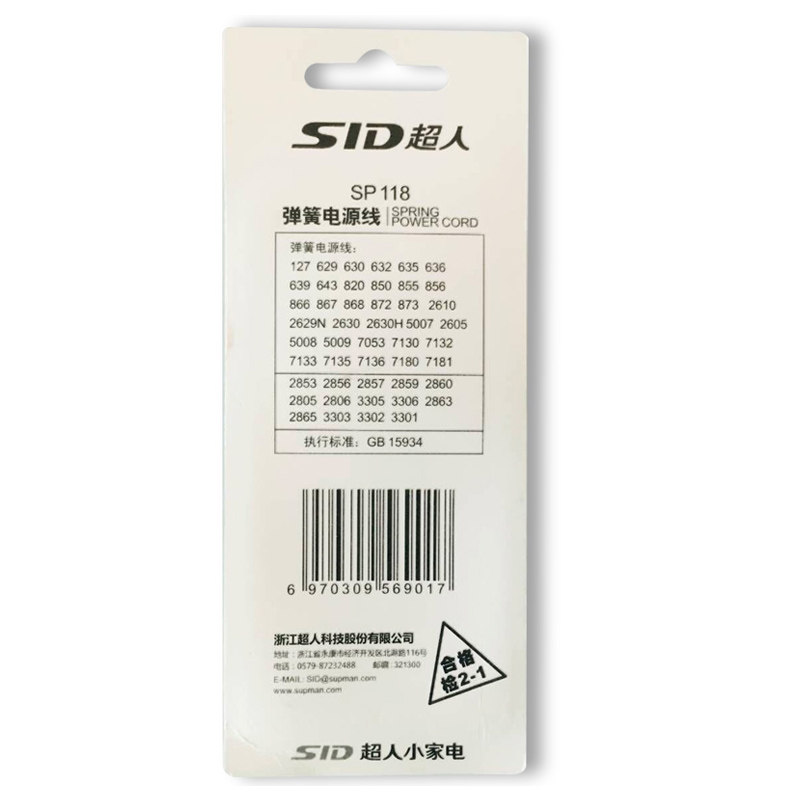 SID超人
SP 118
弹簧电源线 SPRING POWER CORD
弹簧电源线：
127 629 630 632 635 636
639 643 820 850 855 856
866 867 868 872 873 2610
2629N 2630 2630H 5007 2605
5008 5009 7053 7130 7132
7133 7135 7136 7180 7181
2853 2856 2857 2859 2860
2805 2806 3305 3306 2863
2865 3303 3302 3301
执行标准：GB 15934
6 970309 569017
浙江超人科技股份有限公司
地址：浙江省永康市经济开发区北源路116号
电话：0579-87232488 邮编：321300
E-MAIL: SID@supman.com
www.supman.com
合格
检2-1
SID 超人小家电